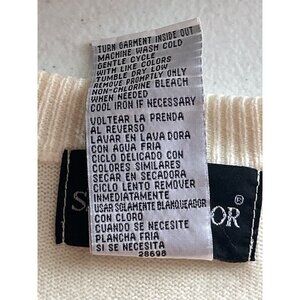 TURN GARMENT INSIDE OUT
MACHINE WASH COLD
GENTLE CYCLE
WITH LIKE COLORS
TUMBLE DRY LOW
REMOVE PROMPTLY ONLY
NON-CHLORINE BLEACH
WHEN NEEDED
COOL IRON IF NECESSARY
VOLTEAR LA PRENDA
AL REVERSO
LAVAR EN LAVADORA
CON AGUA FRIA
CICLO DELICADO CON
COLORES SIMILARES
SECAR EN SECADORA
CICLO LENTO REMOVER
INMEDIATAMENTE
USAR SOLAMENTE BLANQUEADOR
CON CLORO
CUANDO SE NECESITE
PLANCHA FRIA
SI SE NECESITA
28698